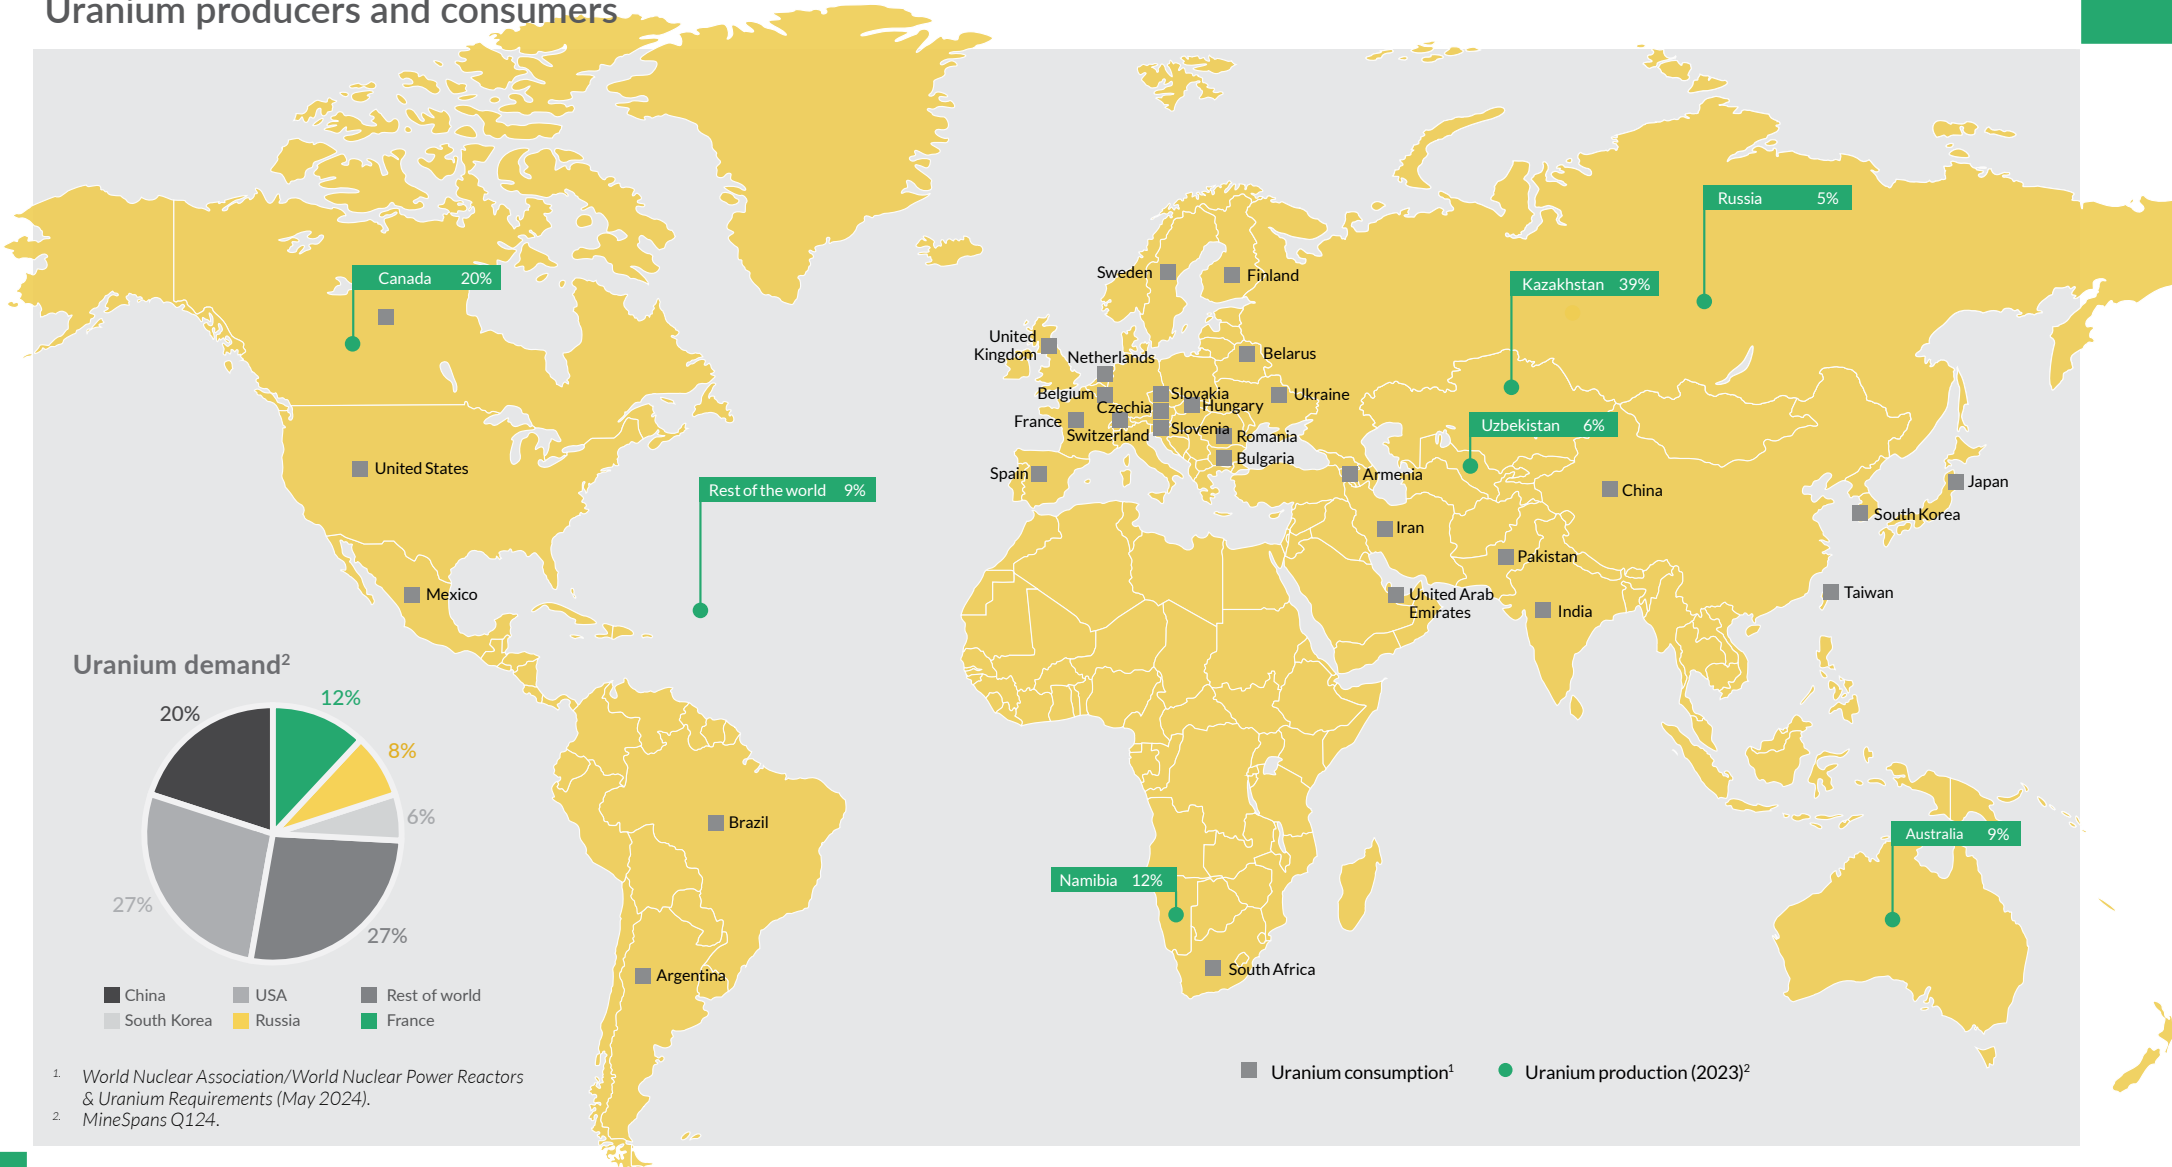 Uranium producers and consumers
Russia 5%
Canada 20%
Sweden
Finland
Kazakhstan 39%
United
Kingdom
Netherlands
Belarus
Belgium
Slovakia
Ukraine
Czechia
Hungary
France
Switzerland
Slovenia
Romania
Uzbekistan 6%
Bulgaria
United States
Spain
Armenia
China
Japan
Rest of the world 9%
South Korea
Iran
Pakistan
Mexico
United Arab
Emirates
India
Taiwan
Uranium demand2
12%
20%
8%
6%
27%
27%
Brazil
Australia 9%
Namibia 12%
South Africa
Argentina
China
USA
Rest of world
South Korea
Russia
France
Uranium consumption1
Uranium production (2023)2
1. World Nuclear Association/World Nuclear Power Reactors
& Uranium Requirements (May 2024).
2. MineSpans Q124.